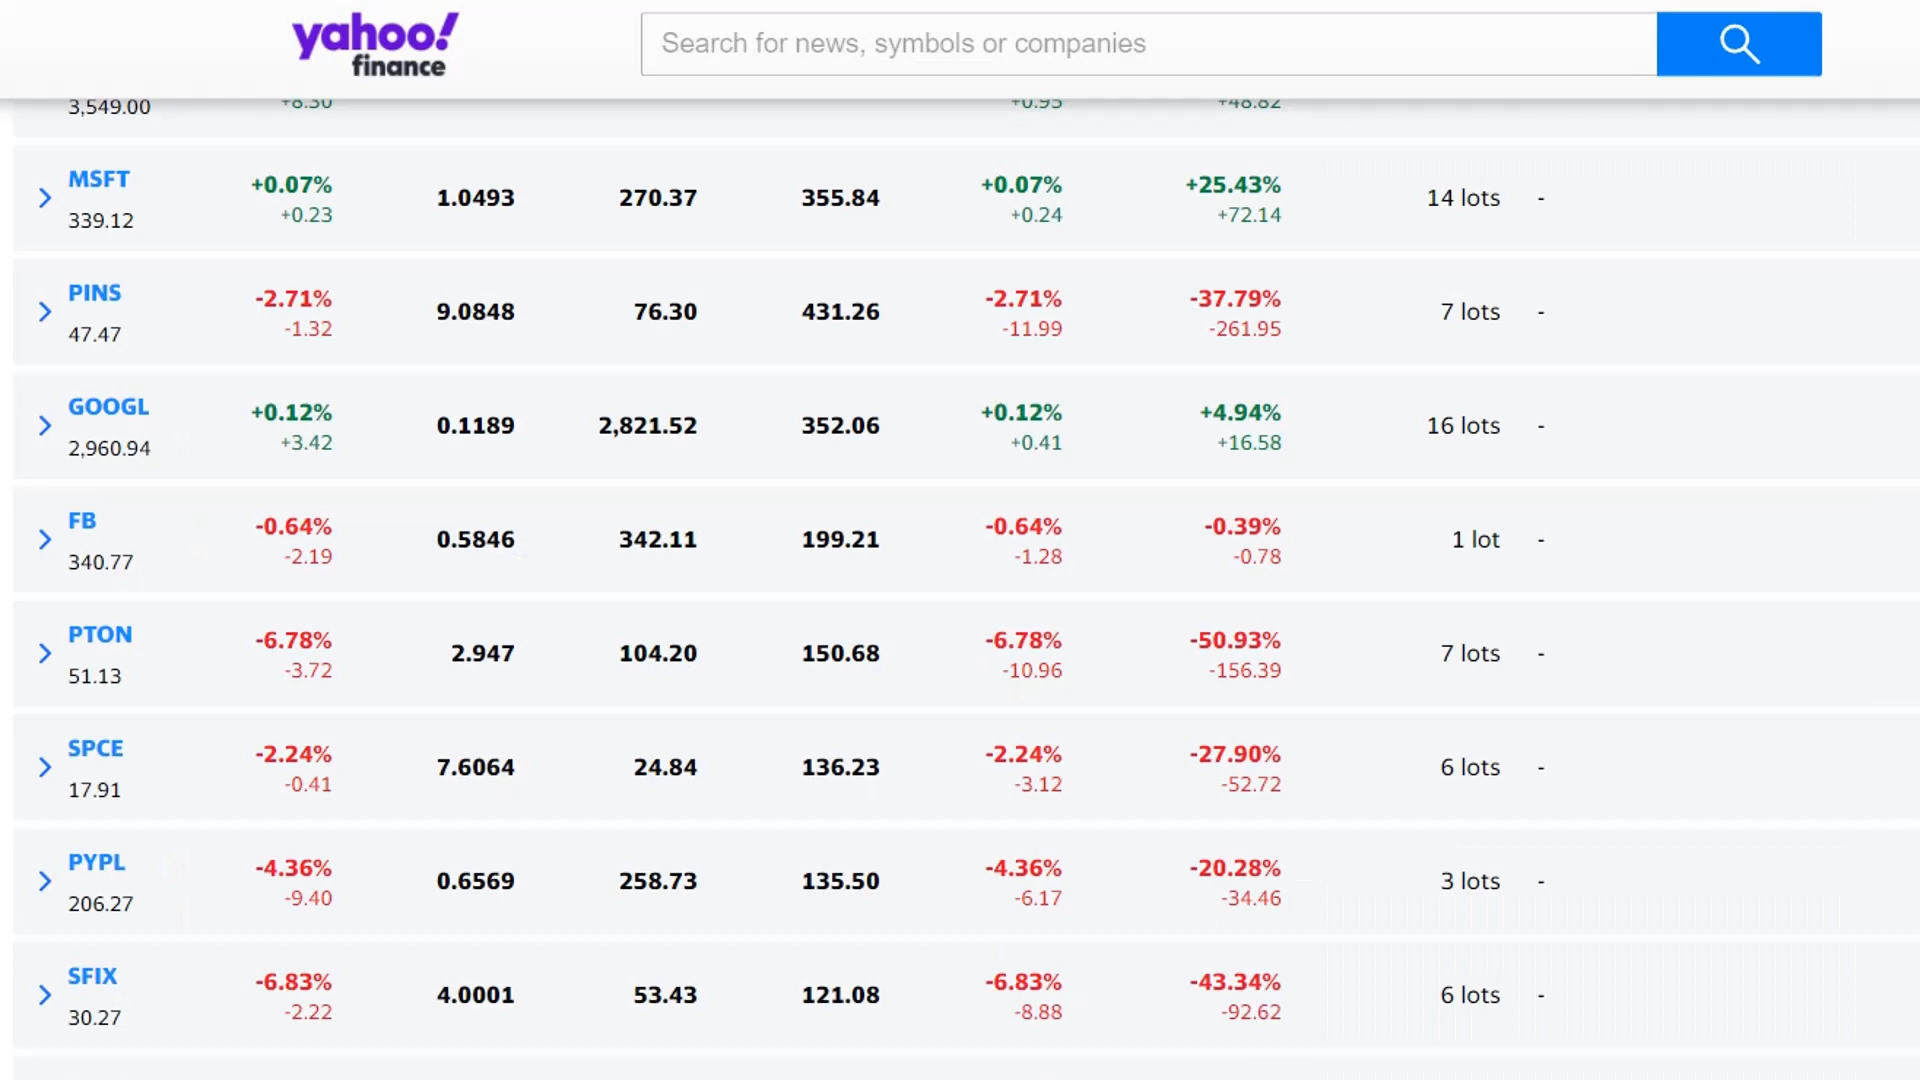 yahoo!
finance
Search for news, symbols or companies
3,549.00 +8.30 +0.95 +48.82
MSFT +0.07% 1.0493 270.37 355.84 +0.07% +25.43% 14 lots -
339.12 +0.23 +0.24 +72.14
PINS -2.71% 9.0848 76.30 431.26 -2.71% -37.79% 7 lots -
47.47 -1.32 -11.99 -261.95
GOOGL +0.12% 0.1189 2,821.52 352.06 +0.12% +4.94% 16 lots -
2,960.94 +3.42 +0.41 +16.58
FB -0.64% 0.5846 342.11 199.21 -0.64% -0.39% 1 lot -
340.77 -2.19 -1.28 -0.78
PTON -6.78% 2.947 104.20 150.68 -6.78% -50.93% 7 lots -
51.13 -3.72 -10.96 -156.39
SPCE -2.24% 7.6064 24.84 136.23 -2.24% -27.90% 6 lots -
17.91 -0.41 -3.12 -52.72
PYPL -4.36% 0.6569 258.73 135.50 -4.36% -20.28% 3 lots -
206.27 -9.40 -6.17 -34.46
SFIX -6.83% 4.0001 53.43 121.08 -6.83% -43.34% 6 lots -
30.27 -2.22 -8.88 -92.62